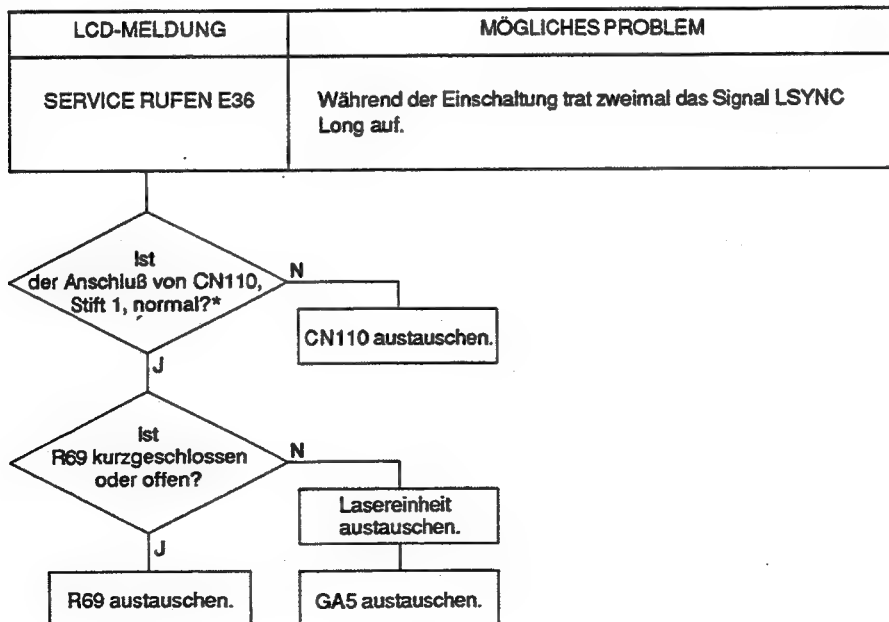 LCD-MELDUNG
MÖGLICHES PROBLEM
SERVICE RUFEN E36
Während der Einschaltung trat zweimal das Signal LSYNC
Long auf.
Ist
der Anschluß von CN110,
Stift 1, normal?*
N
CN110 austauschen.
J
Ist
R69 kurzgeschlossen
oder offen?
N
Lasereinheit
austauschen.
J
R69 austauschen.
GA5 austauschen.